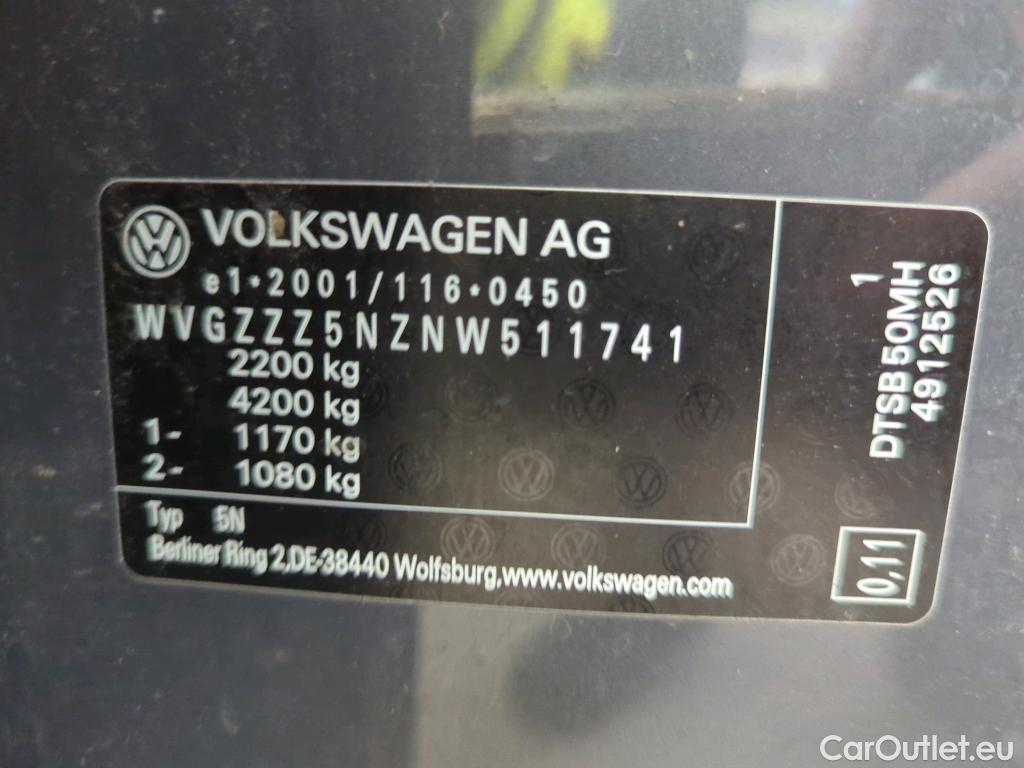 VOLKSWAGEN AG
e1*2001/116*0450
WVGZZZ5NZNW511741
2200 kg
4200 kg
1- 1170 kg
2- 1080 kg
Typ 5N
Berliner Ring 2,DE-38440 Wolfsburg,www.volkswagen.com
1
DTSB50MH
4912526
0,11
CarOutlet.eu